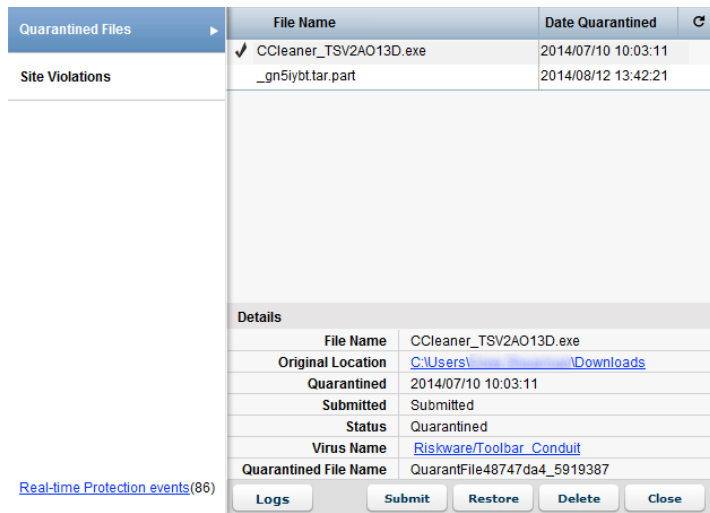 Quarantined Files
Site Violations
Real-time Protection events(86)
File Name Date Quarantined
CCleaner_TSV2AO13D.exe 2014/07/10 10:03:11
_gn5iybt.tar.part 2014/08/12 13:42:21
Details
File Name CCleaner_TSV2AO13D.exe
Original Location C:\Users\ \Downloads
Quarantined 2014/07/10 10:03:11
Submitted Submitted
Status Quarantined
Virus Name Riskware/Toolbar_Conduit
Quarantined File Name QuarantFile48747da4_5919387
Logs Submit Restore Delete Close